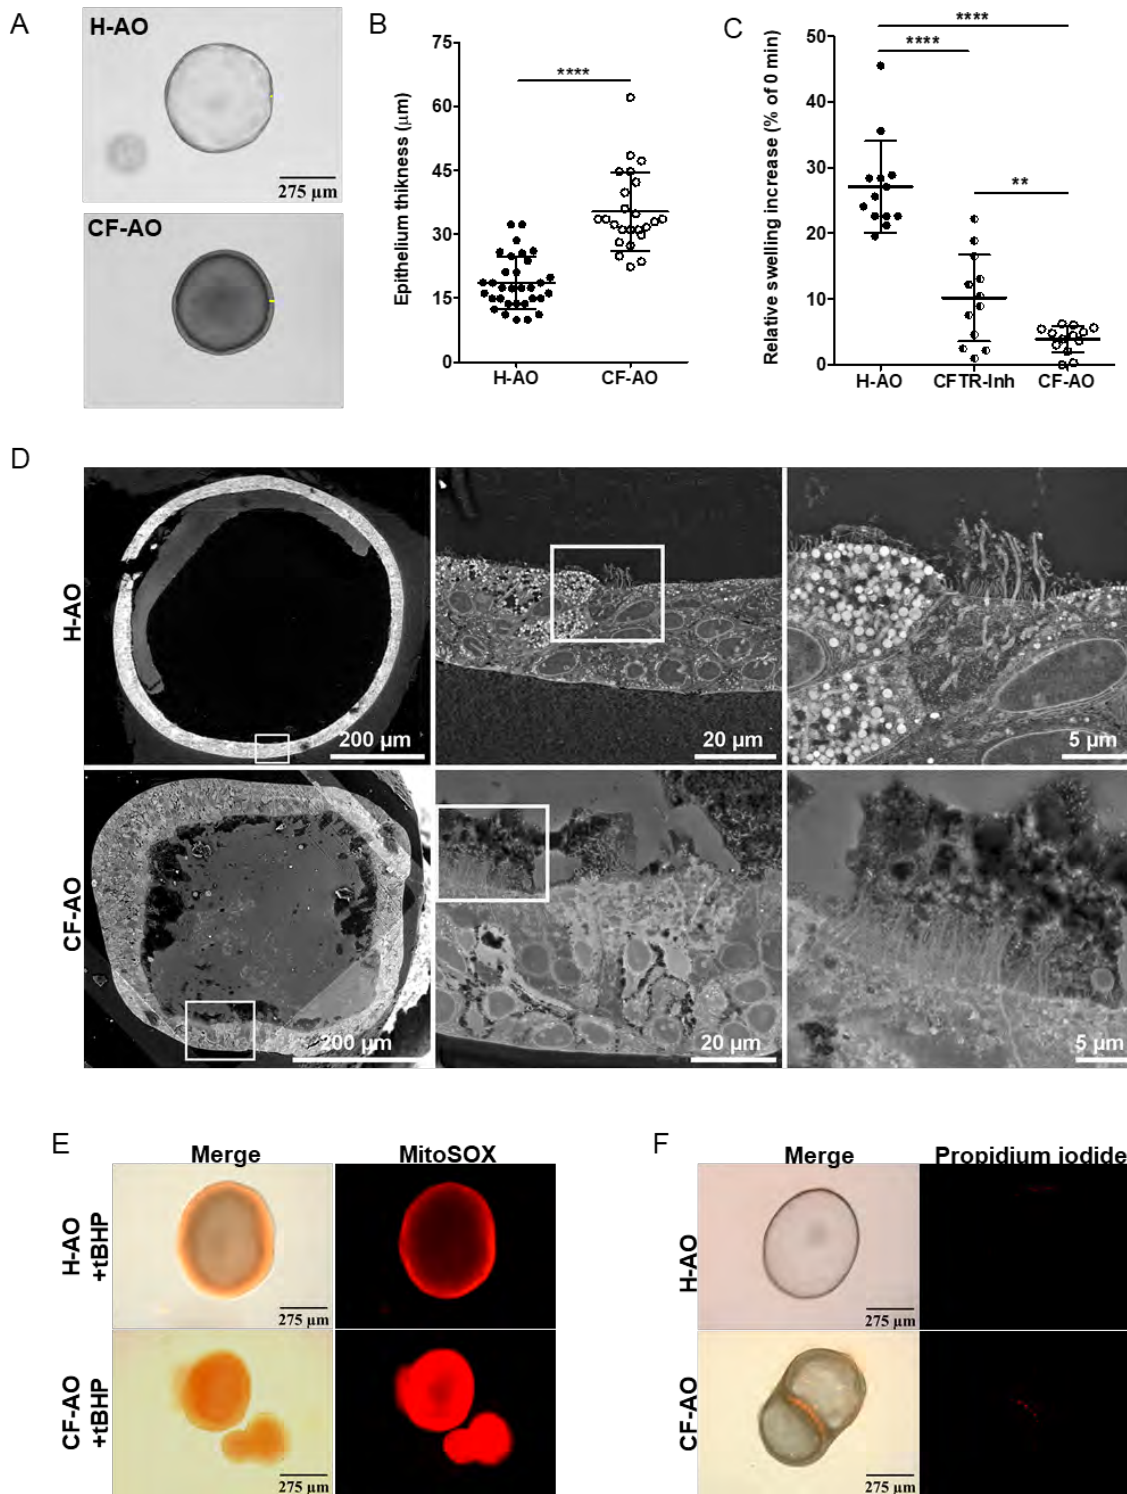 A
H-AO
275 µm
CF-AO
B
Epithelium thikness (µm)
75
60
45
30
15
0
****
H-AO
CF-AO
C
Relative swelling increase (% of 0 min)
50
40
30
20
10
0
****
****
**
H-AO
CFTR-Inh
CF-AO
D
H-AO
200 µm
20 µm
5 µm
CF-AO
200 µm
20 µm
5 µm
E
Merge
MitoSOX
H-AO
+tBHP
275 µm
CF-AO
+tBHP
275 µm
F
Merge
Propidium iodide
H-AO
275 µm
CF-AO
275 µm